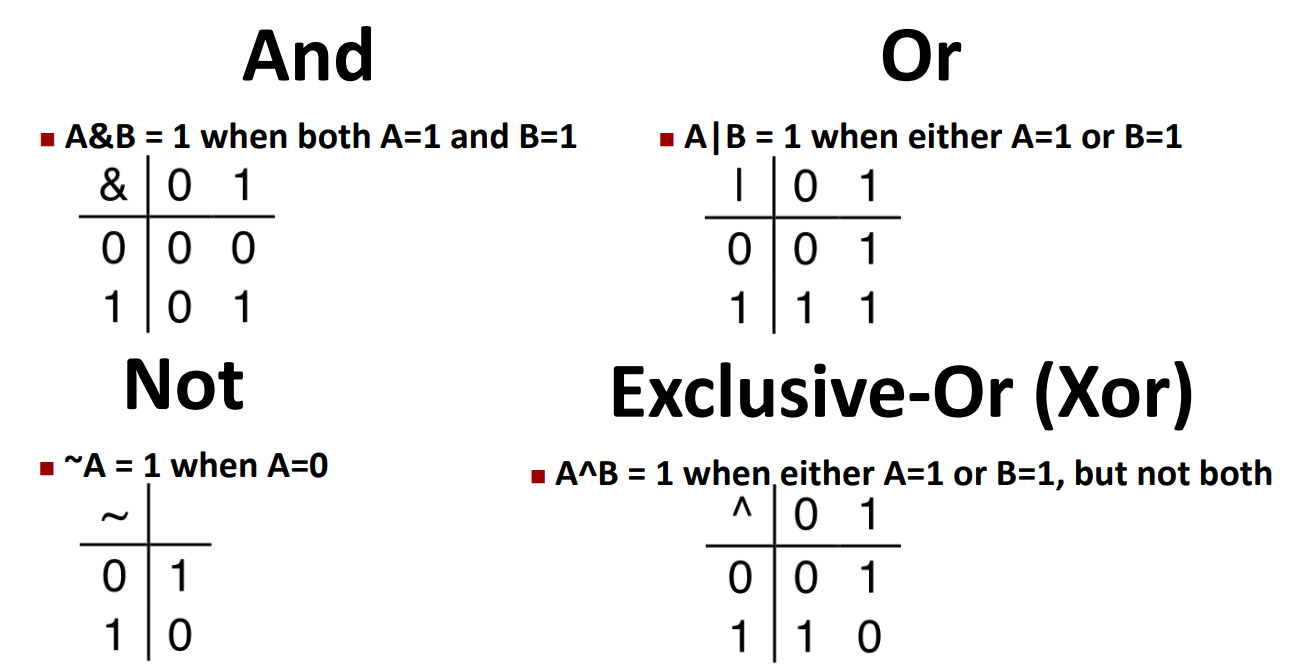 And
▪ A&B = 1 when both A=1 and B=1
& 0 1
0 0 0
1 0 1
Or
▪ A|B = 1 when either A=1 or B=1
| 0 1
0 0 1
1 1 1
Not
▪ ~A = 1 when A=0
~
0 1
1 0
Exclusive-Or (Xor)
▪ A^B = 1 when either A=1 or B=1, but not both
^ 0 1
0 0 1
1 1 0